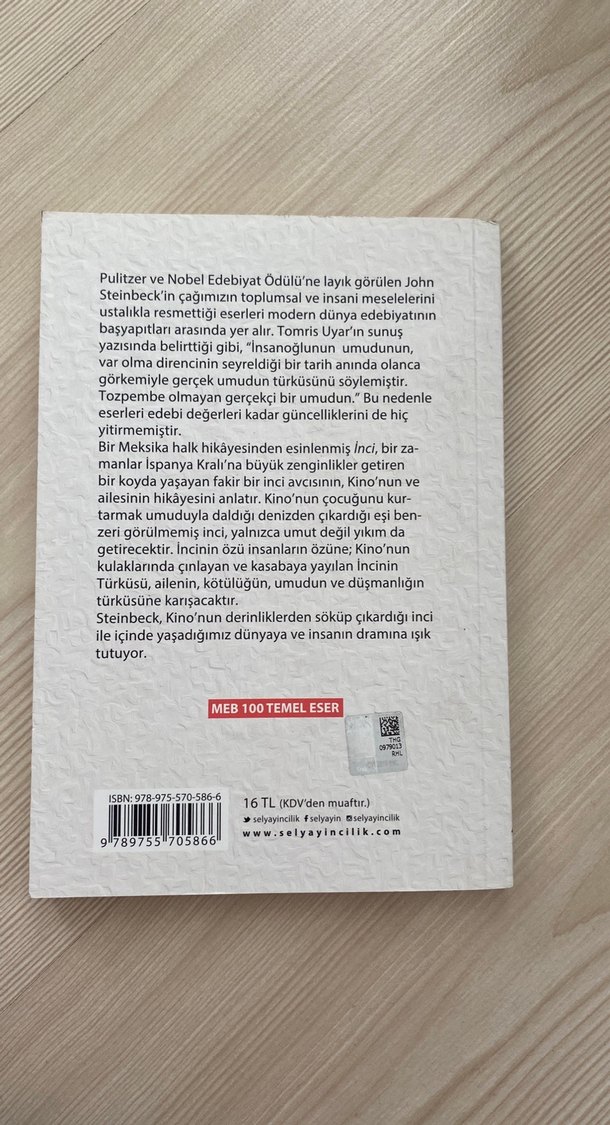 Pulitzer ve Nobel Edebiyat Ödülü’ne layık görülen John
Steinbeck’in çağımızın toplumsal ve insani meselelerini
ustalıkla resmettiği eserleri modern dünya edebiyatının
başyapıtları arasında yer alır. Tomris Uyar’ın sunuş
yazısında belirttiği gibi, “İnsanoğlunun umudunun,
var olma direncinin seyreldiği bir tarih anında olanca
görkemiyle gerçek umudun türküsünü söylemiştir.
Tozpembe olmayan gerçekçi bir umudun.” Bu nedenle
eserleri edebi değerleri kadar güncelliklerini de hiç
yitirmemiştir.
Bir Meksika halk hikâyesinden esinlenmiş İnci, bir za-
manlar İspanya Kralı’na büyük zenginlikler getiren
bir koyda yaşayan fakir bir inci avcısının, Kino’nun ve
ailesinin hikâyesini anlatır. Kino’nun çocuğunu kur-
tarmak umuduyla daldığı denizden çıkardığı eşi ben-
zeri görülmemiş inci, yalnızca umut değil yıkım da
getirecektir. İncinin özü insanların özüne; Kino’nun
kulaklarında çınlayan ve kasabaya yayılan İncinin
Türküsü, ailenin, kötülüğün, umudun ve düşmanlığın
türküsüne karışacaktır.
Steinbeck, Kino’nun derinliklerden söküp çıkardığı inci
ile içinde yaşadığımız dünyaya ve insanın dramına ışık
tutuyor.
MEB 100 TEMEL ESER
THG
0979013
RHL
ISBN: 978-975-570-586-6
9 789755 705866
16 TL (KDV’den muaftır.)
selyayincilik selyayin selyayincilik
www.selyayincilik.com